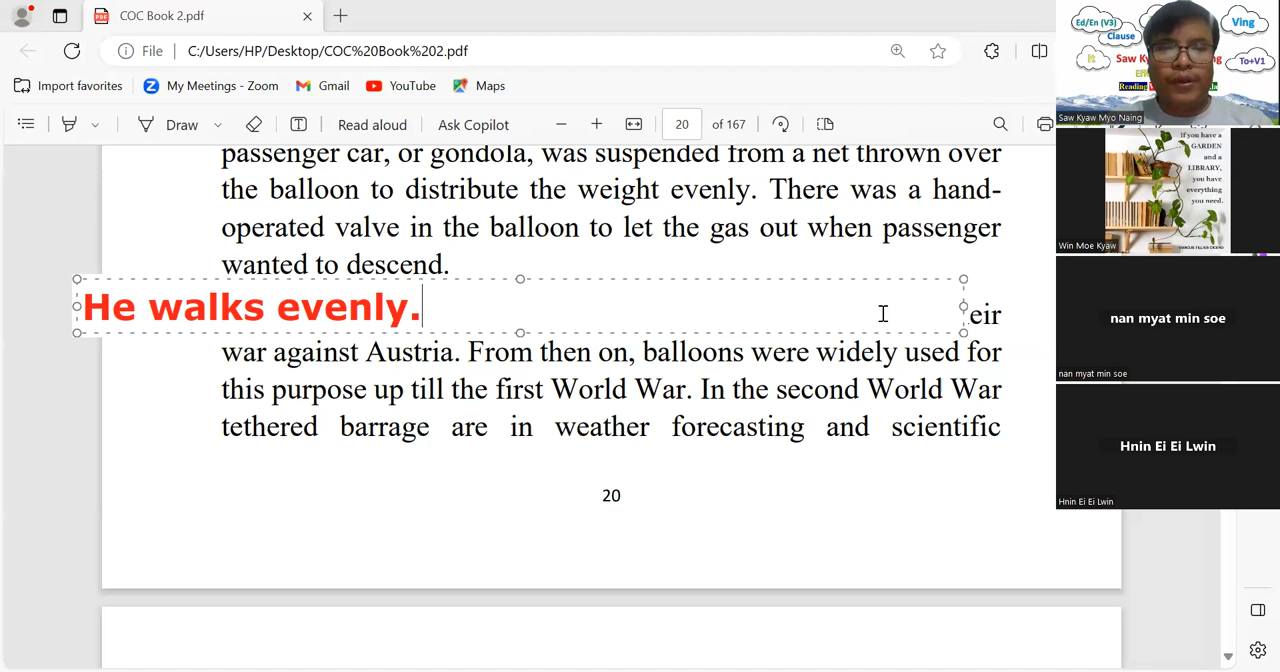 COC Book 2.pdf
File
C:/Users/HP/Desktop/COC%20Book%202.pdf
Import favorites
My Meetings - Zoom
Gmail
YouTube
Maps
Draw
Read aloud
Ask Copilot
20
of 167
passenger car, or gondola, was suspended from a net thrown over
the balloon to distribute the weight evenly. There was a hand-
operated valve in the balloon to let the gas out when passenger
wanted to descend.
He walks evenly.
eir
war against Austria. From then on, balloons were widely used for
this purpose up till the first World War. In the second World War
tethered barrage are in weather forecasting and scientific
20
Ed/En (V3)
Clause
It
Ving
To+V1
Saw Kya
Reading
Saw Kyaw Myo Naing
If you have a
GARDEN
and a
LIBRARY,
you have
everything
you need.
MARCUS TULLIUS CICERO
Win Moe Kyaw
nan myat min soe
nan myat min soe
Hnin Ei Ei Lwin
Hnin Ei Ei Lwin